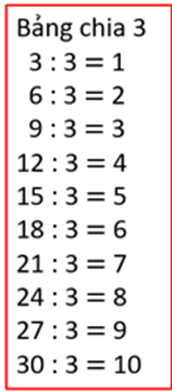 Bảng chia 3
3 : 3 = 1
6 : 3 = 2
9 : 3 = 3
12 : 3 = 4
15 : 3 = 5
18 : 3 = 6
21 : 3 = 7
24 : 3 = 8
27 : 3 = 9
30 : 3 = 10